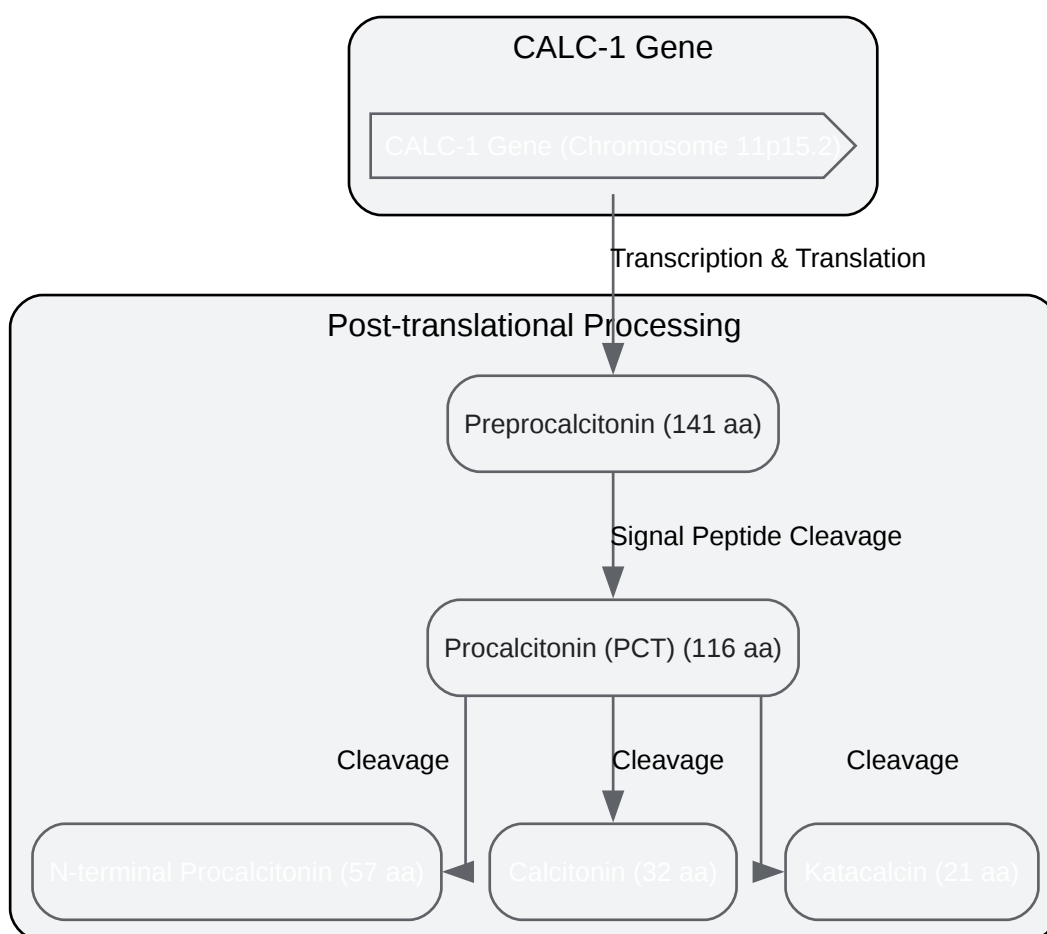 CALC-1 Gene
CALC-1 Gene (Chromosome 11p15.2)
Transcription & Translation
Post-translational Processing
Preprocalcitonin (141 aa)
Signal Peptide Cleavage
Procalcitonin (PCT) (116 aa)
Cleavage
Cleavage
Cleavage
N-terminal Procalcitonin (57 aa)
Calcitonin (32 aa)
Katacalcin (21 aa)